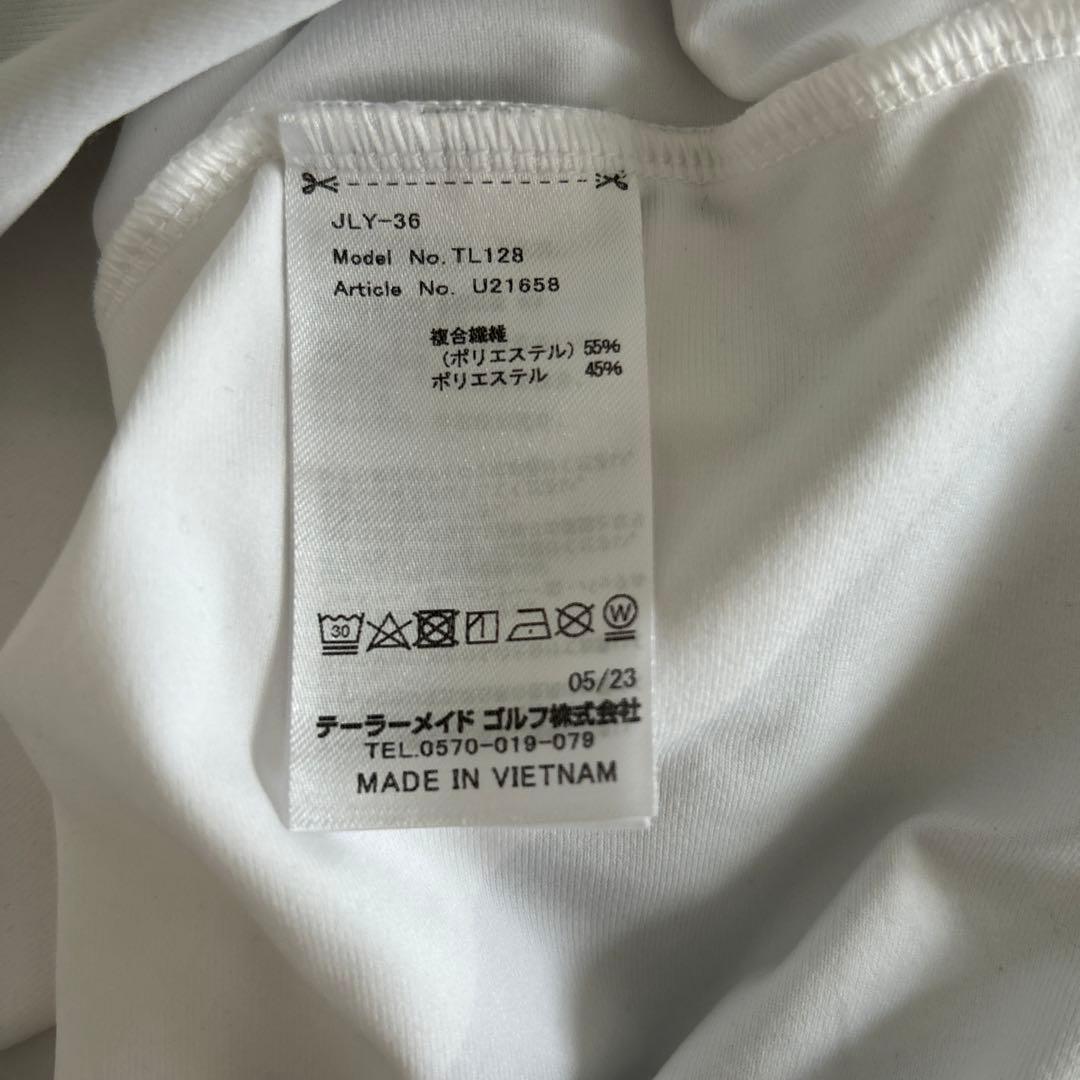 JLY-36
Model No. TL128
Article No. U21658
複合繊維
(ポリエステル) 55%
ポリエステル 45%
30 W
05/23
テーラーメイド ゴルフ株式会社
TEL.0570-019-079
MADE IN VIETNAM